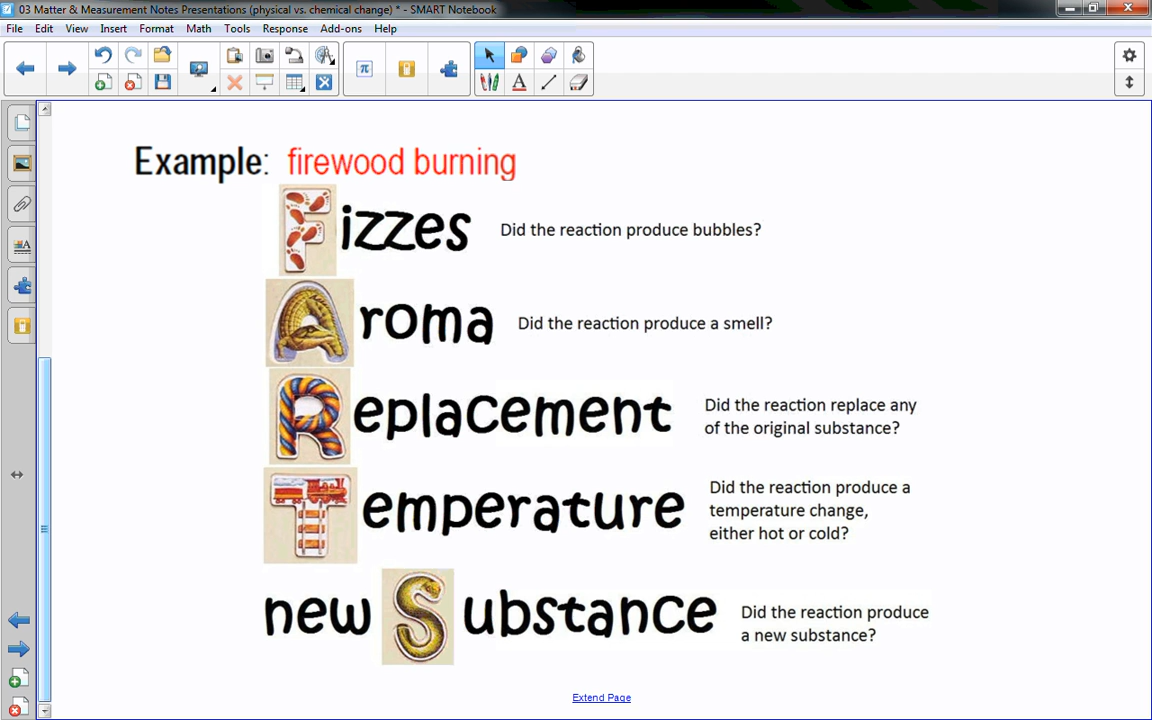 03 Matter & Measurement Notes Presentations (physical vs. chemical change) * - SMART Notebook
File Edit View Insert Format Math Tools Response Add-ons Help
Example: firewood burning
Fizzes Did the reaction produce bubbles?
Aroma Did the reaction produce a smell?
Replacement Did the reaction replace any
of the original substance?
Temperature Did the reaction produce a
temperature change,
either hot or cold?
new Substance Did the reaction produce
a new substance?
Extend Page